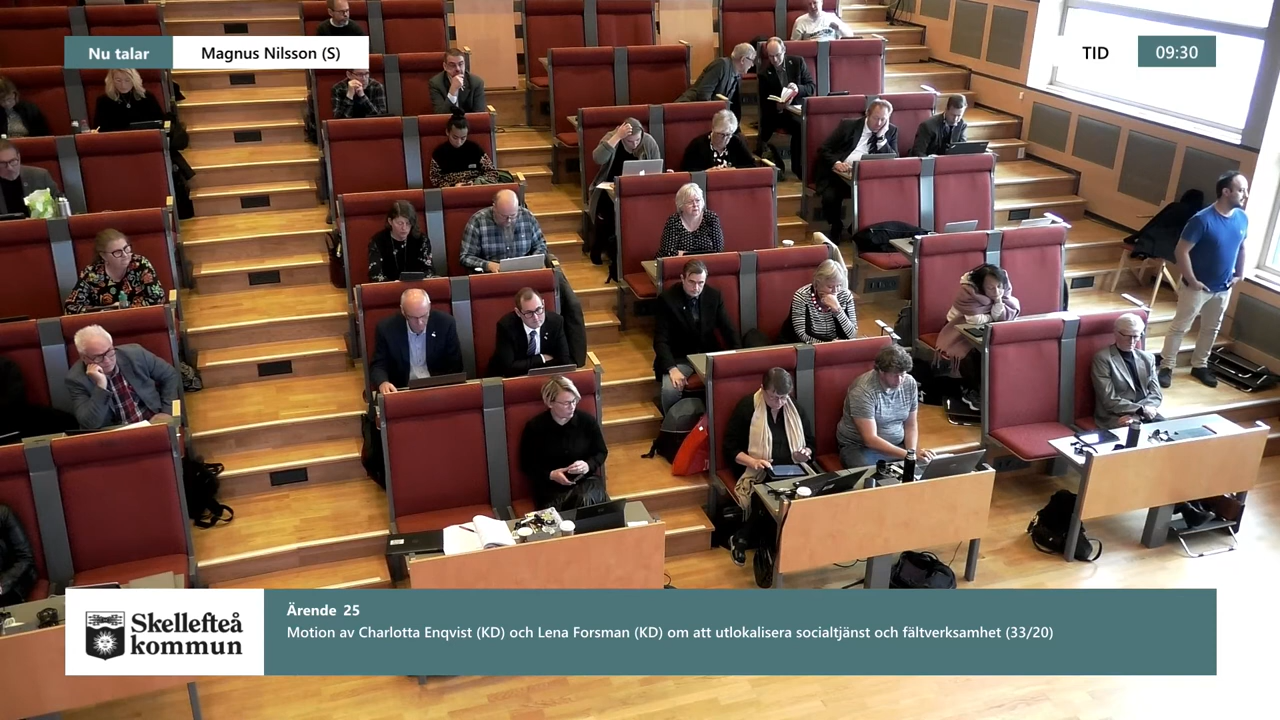 Nu talar
Magnus Nilsson (S)
TID
09:30
Skellefteå
kommun
Ärende 25
Motion av Charlotta Enqvist (KD) och Lena Forsman (KD) om att utlokalisera socialtjänst och fältverksamhet (33/20)